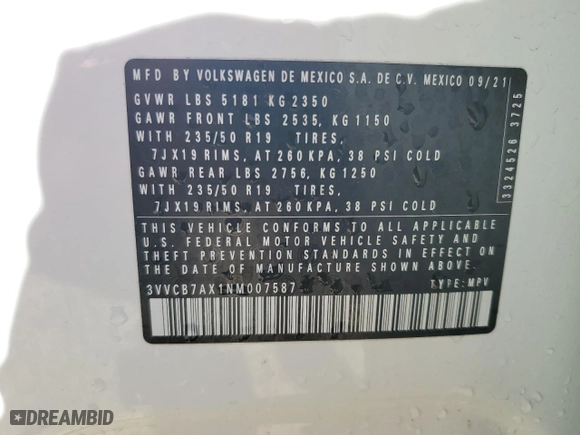 MFD BY VOLKSWAGEN DE MEXICO S.A. DE C.V. MEXICO 09/21
GVWR LBS 5181 KG 2350
GAWR FRONT LBS 2535, KG 1150
WITH 235/50 R19 TIRES,
7JX19 RIMS, AT 260 KPA, 38 PSI COLD
GAWR REAR LBS 2756, KG 1250
WITH 235/50 R19 TIRES,
7JX19 RIMS, AT 260 KPA, 38 PSI COLD
THIS VEHICLE CONFORMS TO ALL APPLICABLE
U.S. FEDERAL MOTOR VEHICLE SAFETY AND
THEFT PREVENTION STANDARDS IN EFFECT ON
THE DATE OF MANUFACTURE SHOWN ABOVE.
3VVCB7AX1NM007587 TYPE: MPV
3324526 3725
DREAMBID